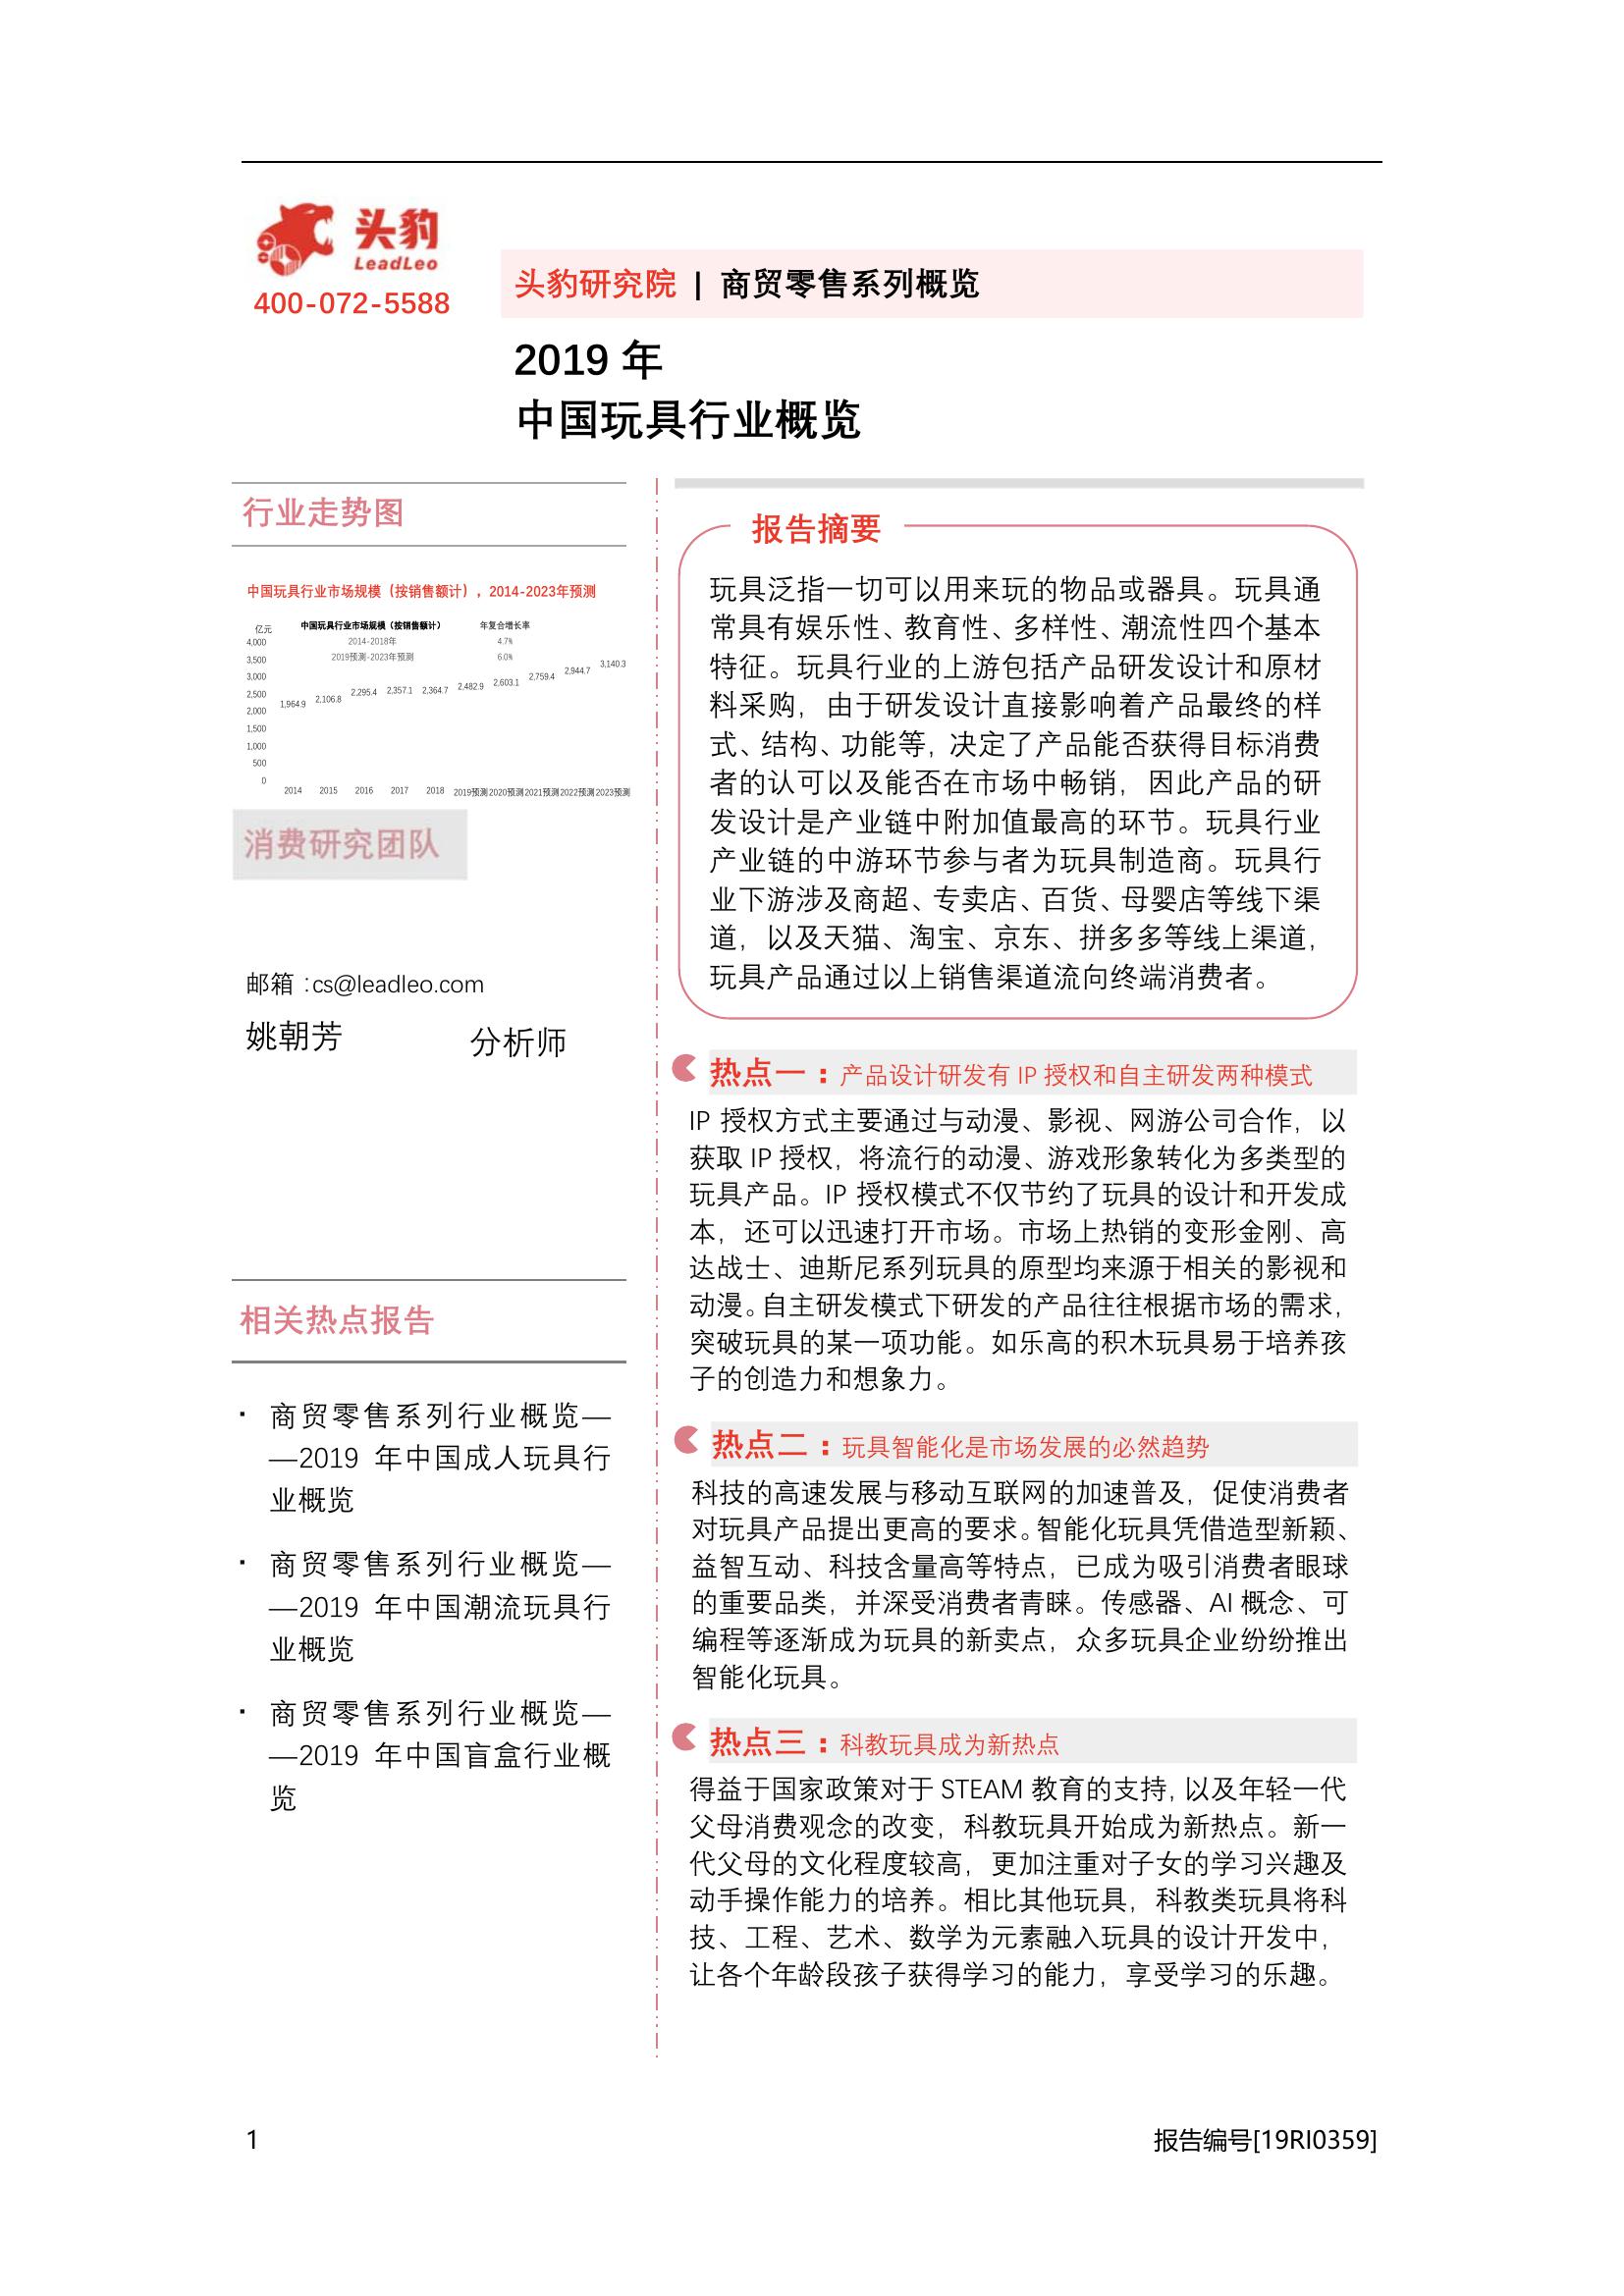 头豹
LeadLeo
400-072-5588
头豹研究院 | 商贸零售系列概览
2019 年
中国玩具行业概览
行业走势图
中国玩具行业市场规模（按销售额计），2014-2023年预测
亿元
中国玩具行业市场规模（按销售额计） 年复合增长率
2014-2018年 4.7%
2019预测-2023年预测 6.0%
4,000
3,500
3,000
2,500
2,000
1,500
1,000
500
0
1,964.9 2,106.8 2,295.4 2,357.1 2,364.7 2,482.9 2,603.1 2,759.4 2,944.7 3,140.3
2014 2015 2016 2017 2018 2019预测 2020预测 2021预测 2022预测 2023预测
消费研究团队
邮箱：cs@leadleo.com
姚朝芳 分析师
相关热点报告
· 商贸零售系列行业概览—
—2019 年中国成人玩具行
业概览
· 商贸零售系列行业概览—
—2019 年中国潮流玩具行
业概览
· 商贸零售系列行业概览—
—2019 年中国盲盒行业概
览
报告摘要
玩具泛指一切可以用来玩的物品或器具。玩具通
常具有娱乐性、教育性、多样性、潮流性四个基本
特征。玩具行业的上游包括产品研发设计和原材
料采购，由于研发设计直接影响着产品最终的样
式、结构、功能等，决定了产品能否获得目标消费
者的认可以及能否在市场中畅销，因此产品的研
发设计是产业链中附加值最高的环节。玩具行业
产业链的中游环节参与者为玩具制造商。玩具行
业下游涉及商超、专卖店、百货、母婴店等线下渠
道，以及天猫、淘宝、京东、拼多多等线上渠道，
玩具产品通过以上销售渠道流向终端消费者。
热点一：产品设计研发有 IP 授权和自主研发两种模式
IP 授权方式主要通过与动漫、影视、网游公司合作，以
获取 IP 授权，将流行的动漫、游戏形象转化为多类型的
玩具产品。IP 授权模式不仅节约了玩具的设计和开发成
本，还可以迅速打开市场。市场上热销的变形金刚、高
达战士、迪斯尼系列玩具的原型均来源于相关的影视和
动漫。自主研发模式下研发的产品往往根据市场的需求，
突破玩具的某一项功能。如乐高的积木玩具易于培养孩
子的创造力和想象力。
热点二：玩具智能化是市场发展的必然趋势
科技的高速发展与移动互联网的加速普及，促使消费者
对玩具产品提出更高的要求。智能化玩具凭借造型新颖、
益智互动、科技含量高等特点，已成为吸引消费者眼球
的重要品类，并深受消费者青睐。传感器、AI 概念、可
编程等逐渐成为玩具的新卖点，众多玩具企业纷纷推出
智能化玩具。
热点三：科教玩具成为新热点
得益于国家政策对于 STEAM 教育的支持，以及年轻一代
父母消费观念的改变，科教玩具开始成为新热点。新一
代父母的文化程度较高，更加注重对子女的学习兴趣及
动手操作能力的培养。相比其他玩具，科教类玩具将科
技、工程、艺术、数学为元素融入玩具的设计开发中，
让各个年龄段孩子获得学习的能力，享受学习的乐趣。
1
报告编号[19RI0359]